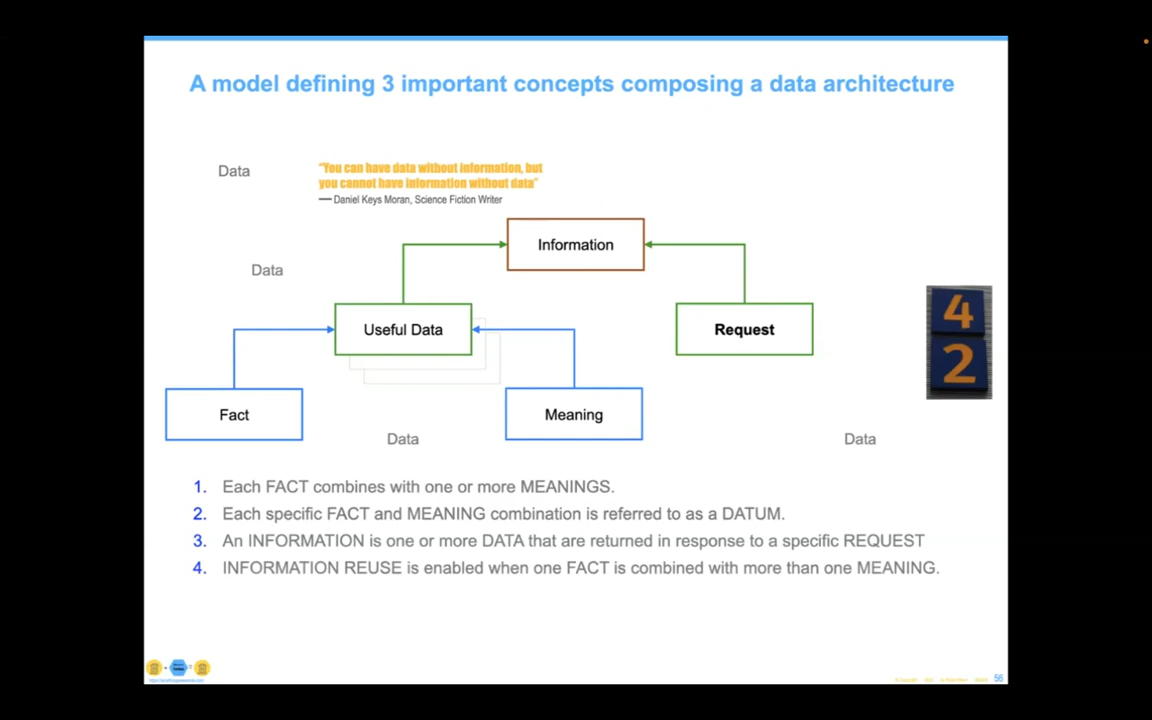 A model defining 3 important concepts composing a data architecture
Data
"You can have data without information, but
you cannot have information without data"
— Daniel Keys Moran, Science Fiction Writer
Information
Data
Useful Data
Request
4
2
Fact
Meaning
Data
Data
1. Each FACT combines with one or more MEANINGS.
2. Each specific FACT and MEANING combination is referred to as a DATUM.
3. An INFORMATION is one or more DATA that are returned in response to a specific REQUEST
4. INFORMATION REUSE is enabled when one FACT is combined with more than one MEANING.
56